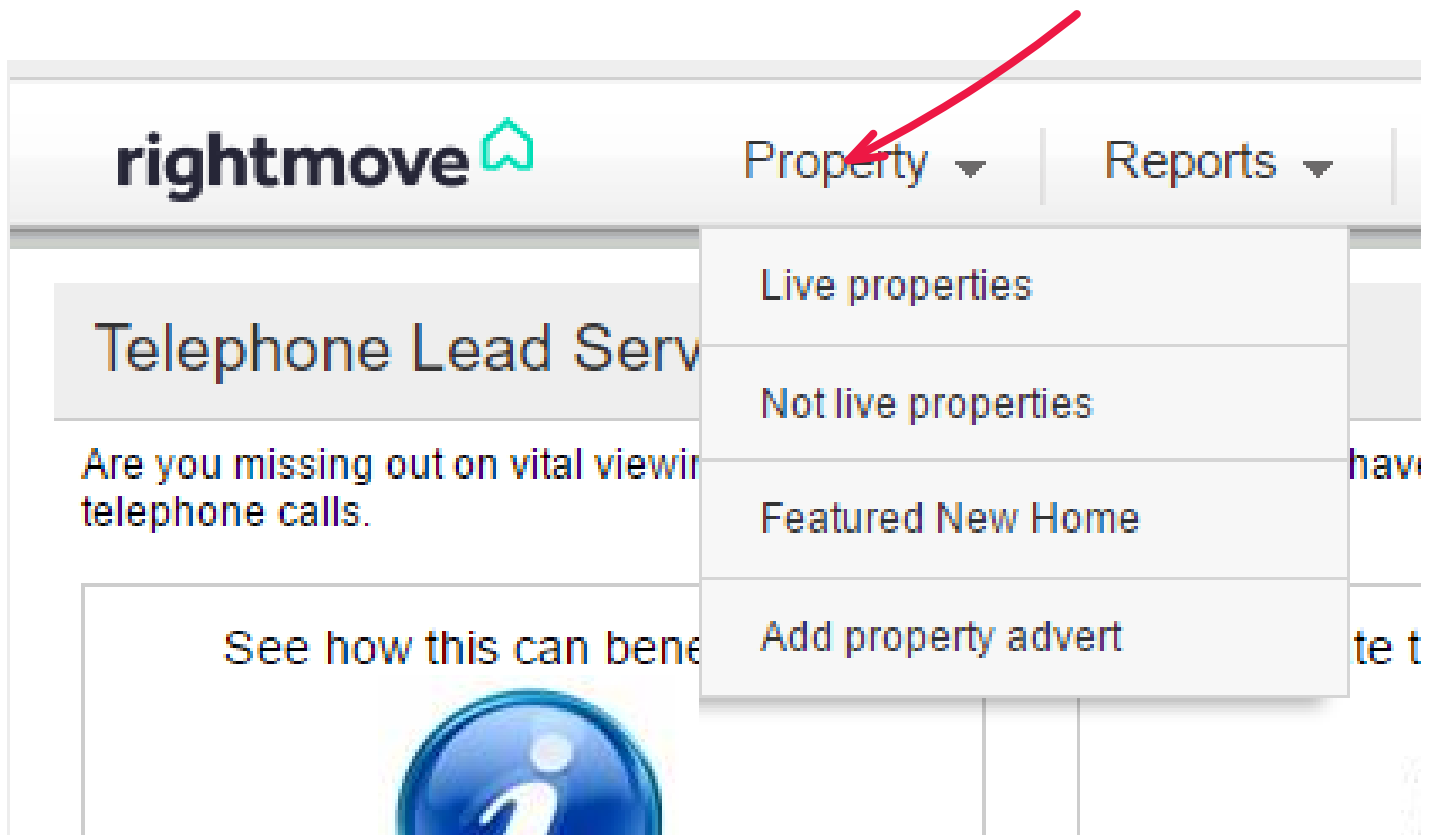 rightmove
Property
Reports
Live properties
Telephone Lead Serv
Not live properties
Are you missing out on vital viewin
have
telephone calls.
Featured New Home
See how this can bene
Add property advert
te t